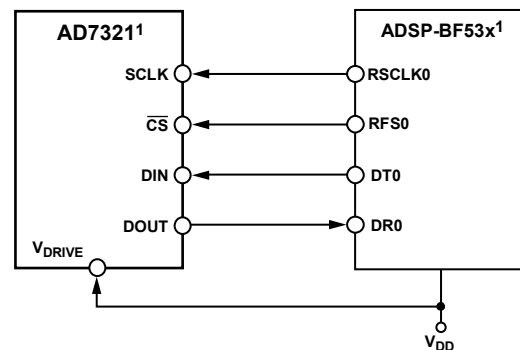 AD7321¹
ADSP-BF53x¹
SCLK
RSCLK0
CS
RFS0
DIN
DT0
DOUT
DR0
VDRIVE
VDD